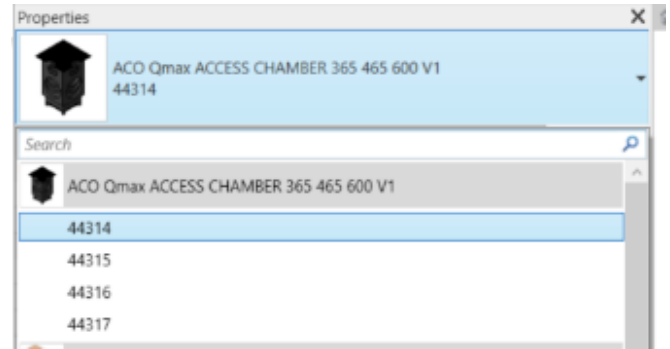 Properties
ACO Qmax ACCESS CHAMBER 365 465 600 V1
44314
Search
ACO Qmax ACCESS CHAMBER 365 465 600 V1
44314
44315
44316
44317